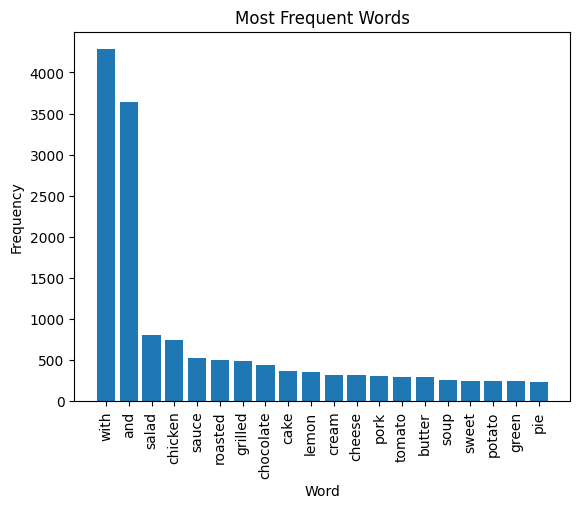 Most Frequent Words
Frequency
4000
3500
3000
2500
2000
1500
1000
500
0
with
and
salad
chicken
sauce
roasted
grilled
chocolate
cake
lemon
cream
cheese
pork
tomato
butter
soup
sweet
potato
green
pie
Word